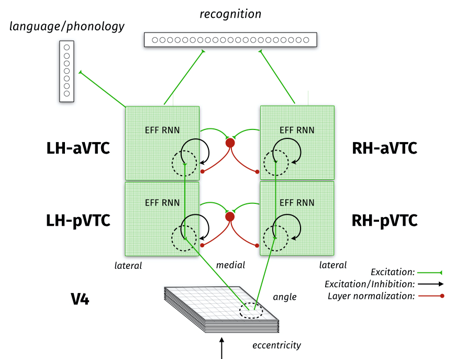 recognition
language/phonology
EFF RNN
EFF RNN
LH-aVTC
RH-aVTC
EFF RNN
EFF RNN
LH-pVTC
RH-pVTC
lateral
medial
lateral
Excitation:
Excitation/Inhibition:
Layer normalization:
V4
angle
eccentricity